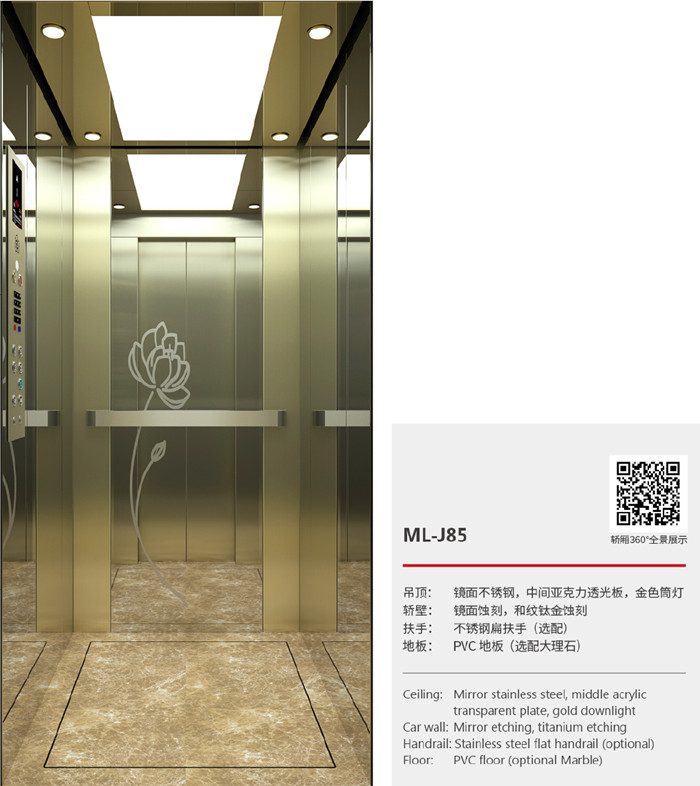 ML-J85
轿厢360°全景展示
吊顶： 镜面不锈钢，中间亚克力透光板，金色筒灯
轿壁： 镜面蚀刻，和纹钛金蚀刻
扶手： 不锈钢扁扶手（选配）
地板： PVC 地板（选配大理石）
Ceiling: Mirror stainless steel, middle acrylic
transparent plate, gold downlight
Car wall: Mirror etching, titanium etching
Handrail: Stainless steel flat handrail (optional)
Floor: PVC floor (optional Marble)